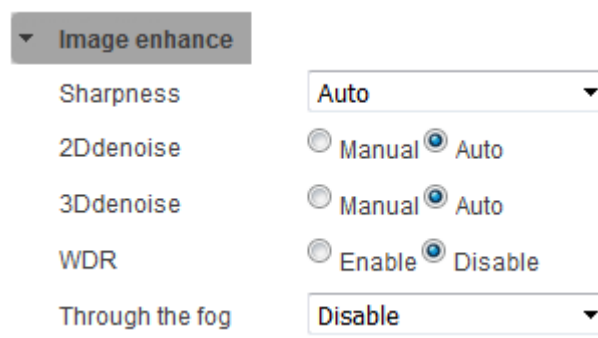 Image enhance
Sharpness Auto
2Ddenoise Manual Auto
3Ddenoise Manual Auto
WDR Enable Disable
Through the fog Disable